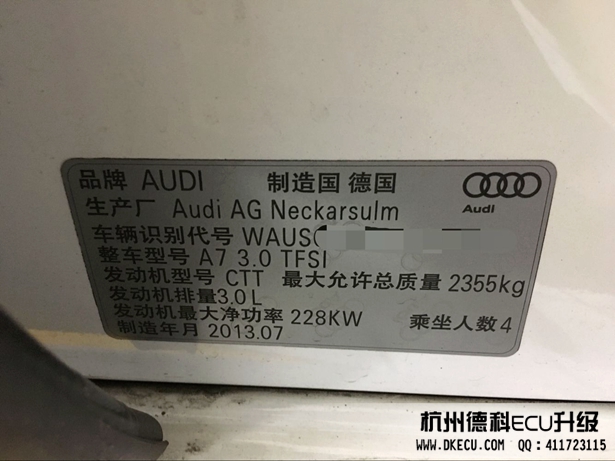 品牌 AUDI 制造国 德国
Audi
生产厂 Audi AG Neckarsulm
车辆识别代号 WAUS
整车型号 A7 3.0 TFSI
发动机型号 CTT 最大允许总质量 2355kg
发动机排量3.0L
发动机最大净功率 228KW 乘坐人数4
制造年月 2013.07
杭州德科ECU升级
WWW.DKECU.COM QQ:411723115